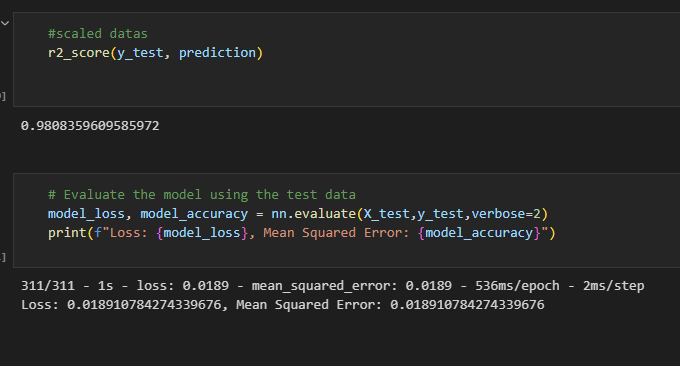 #scaled datas
r2_score(y_test, prediction)
]
0.9808359609585972
# Evaluate the model using the test data
model_loss, model_accuracy = nn.evaluate(X_test,y_test,verbose=2)
print(f"Loss: {model_loss}, Mean Squared Error: {model_accuracy}")
]
311/311 - 1s - loss: 0.0189 - mean_squared_error: 0.0189 - 536ms/epoch - 2ms/step
Loss: 0.018910784274339676, Mean Squared Error: 0.018910784274339676